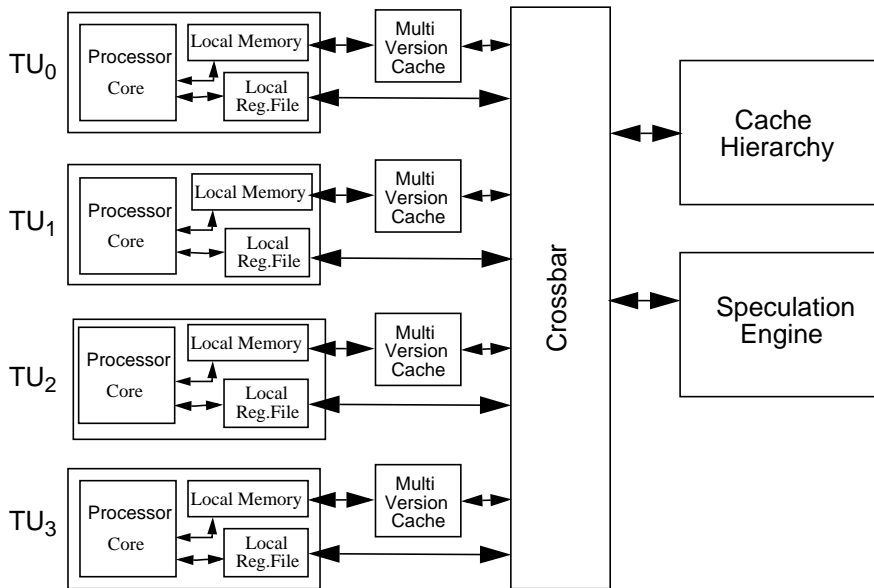 TU0
Processor
Core
Local Memory
Local
Reg.File
Multi
Version
Cache
TU1
Processor
Core
Local Memory
Local
Reg.File
Multi
Version
Cache
TU2
Processor
Core
Local Memory
Local
Reg.File
Multi
Version
Cache
TU3
Processor
Core
Local Memory
Local
Reg.File
Multi
Version
Cache
Crossbar
Cache
Hierarchy
Speculation
Engine